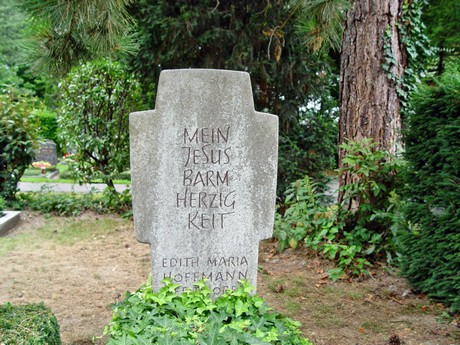 MEIN
JESUS
BARM
HERZIG
KEIT
EDITH MARIA
HOFFMANN